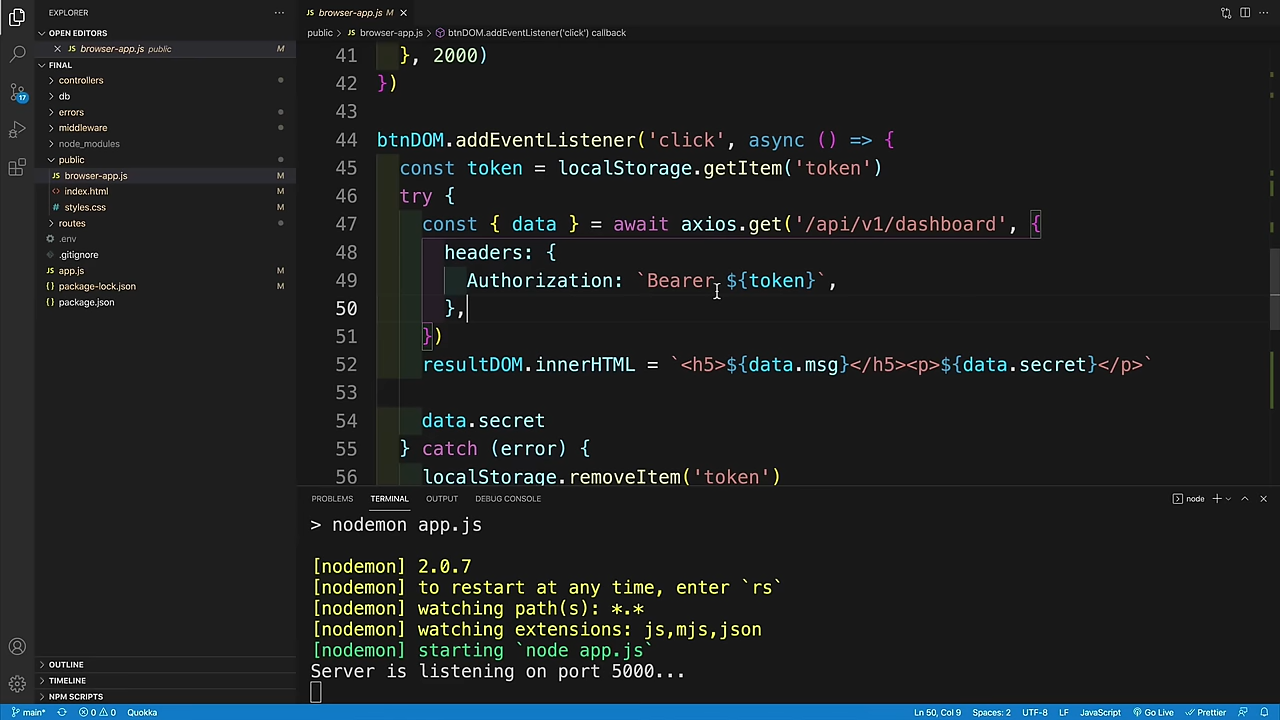 EXPLORER
OPEN EDITORS
JS browser-app.js public M
FINAL
controllers
db
errors
middleware
node_modules
public
JS browser-app.js M
<> index.html M
# styles.css M
routes
.env
.gitignore
JS app.js M
{} package-lock.json M
{} package.json
OUTLINE
TIMELINE
NPM SCRIPTS
JS browser-app.js M
public > JS browser-app.js > btnDOM.addEventListener('click') callback
41 }, 2000)
42 })
43
44 btnDOM.addEventListener('click', async () => {
45 const token = localStorage.getItem('token')
46 try {
47 const { data } = await axios.get('/api/v1/dashboard', {
48 headers: {
49 Authorization: `Bearer ${token}`,
50 },
51 })
52 resultDOM.innerHTML = `<h5>${data.msg}</h5><p>${data.secret}</p>`
53
54 data.secret
55 } catch (error) {
56 localStorage.removeItem('token')
PROBLEMS TERMINAL OUTPUT DEBUG CONSOLE node
> nodemon app.js
[nodemon] 2.0.7
[nodemon] to restart at any time, enter `rs`
[nodemon] watching path(s): *.*
[nodemon] watching extensions: js,mjs,json
[nodemon] starting `node app.js`
Server is listening on port 5000...
17
main* 0 0 Quokka Ln 50, Col 9 Spaces: 2 UTF-8 LF JavaScript Go Live Prettier